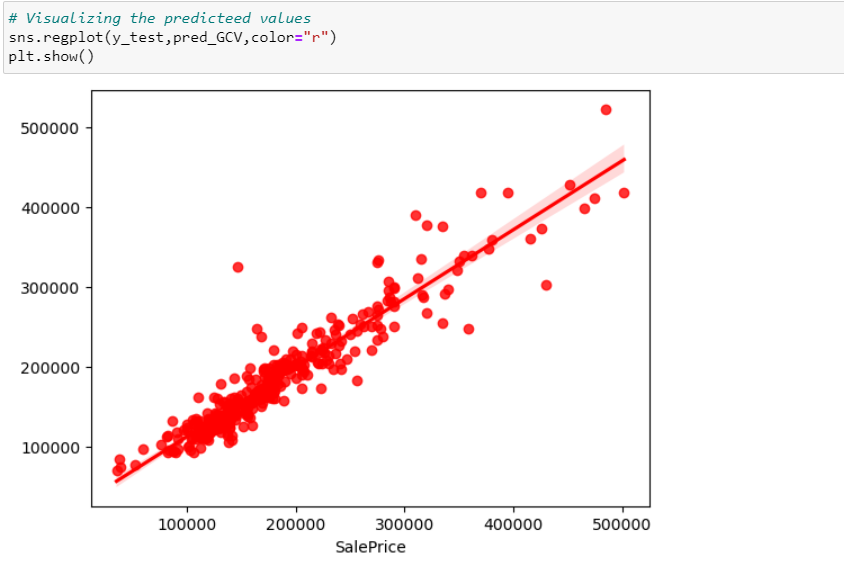 # Visualizing the predicteed values
sns.regplot(y_test,pred_GCV,color="r")
plt.show()
500000
400000
300000
200000
100000
100000 200000 300000 400000 500000
SalePrice